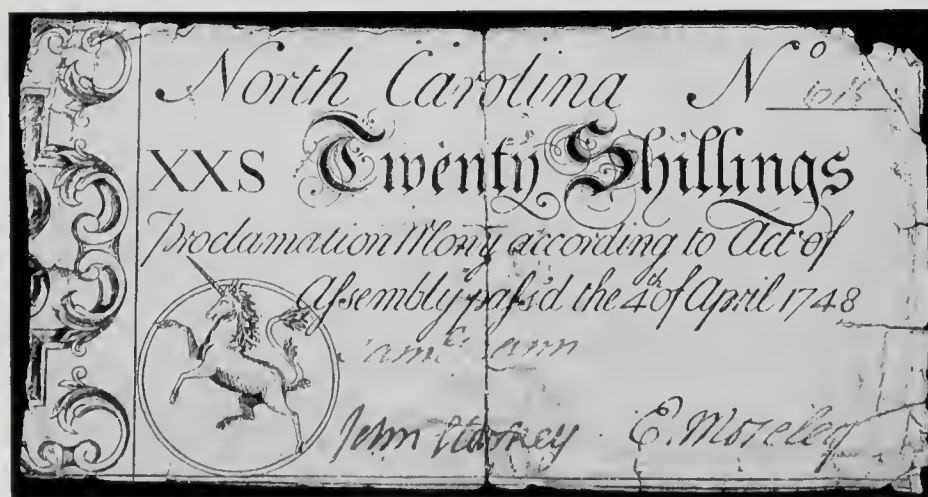 North Carolina No
XXS Twenty Shillings
Proclamation Mony according to Act of
Assembly pass'd the 4th of April 1748
John
E. Moseley